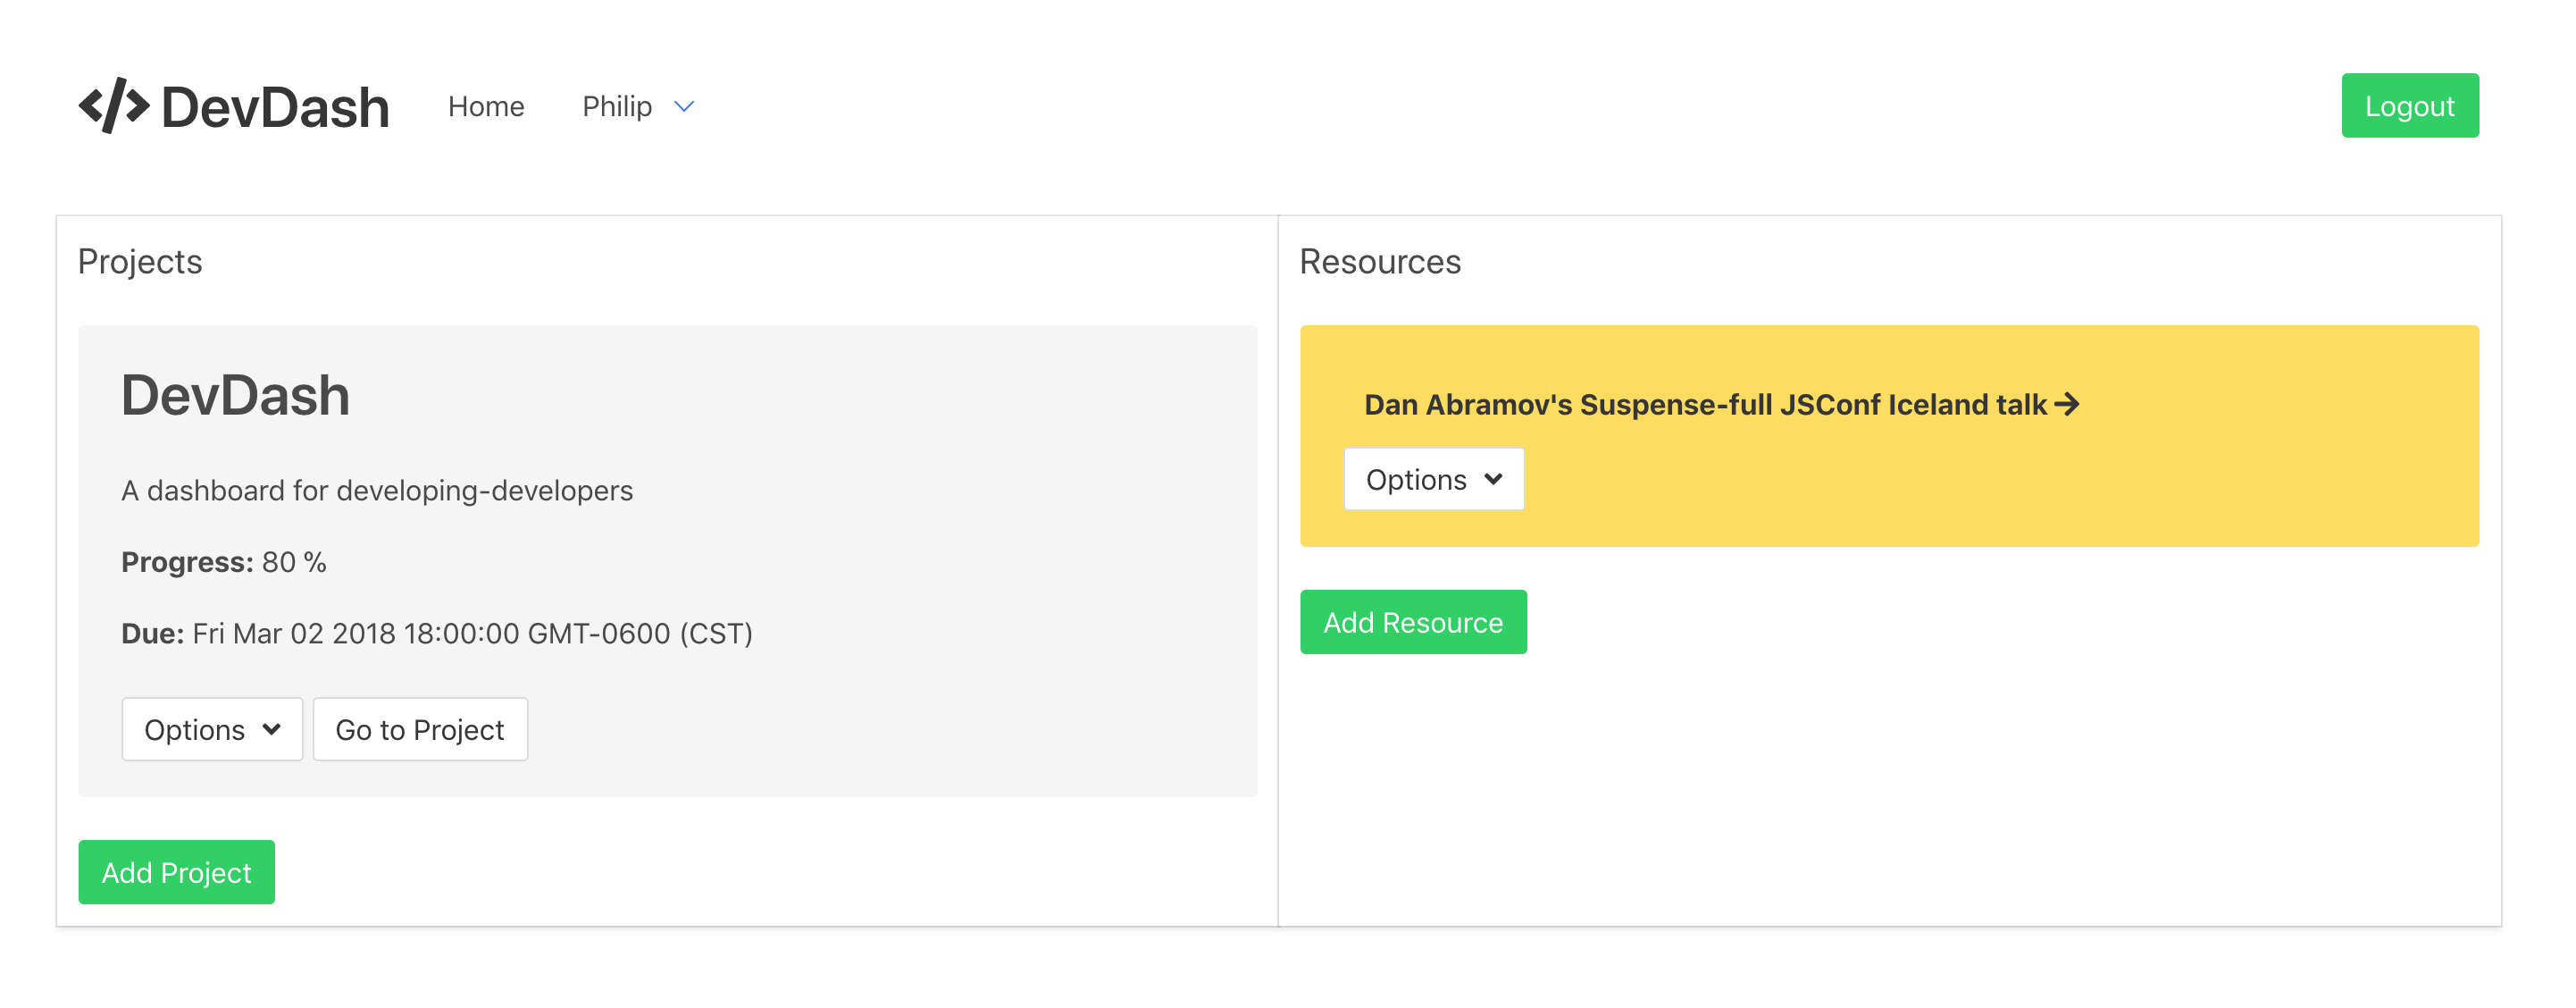 </> DevDash Home Philip Logout
Projects
DevDash
A dashboard for developing-developers
Progress: 80 %
Due: Fri Mar 02 2018 18:00:00 GMT-0600 (CST)
Options Go to Project
Add Project
Resources
Dan Abramov's Suspense-full JSConf Iceland talk
Options
Add Resource